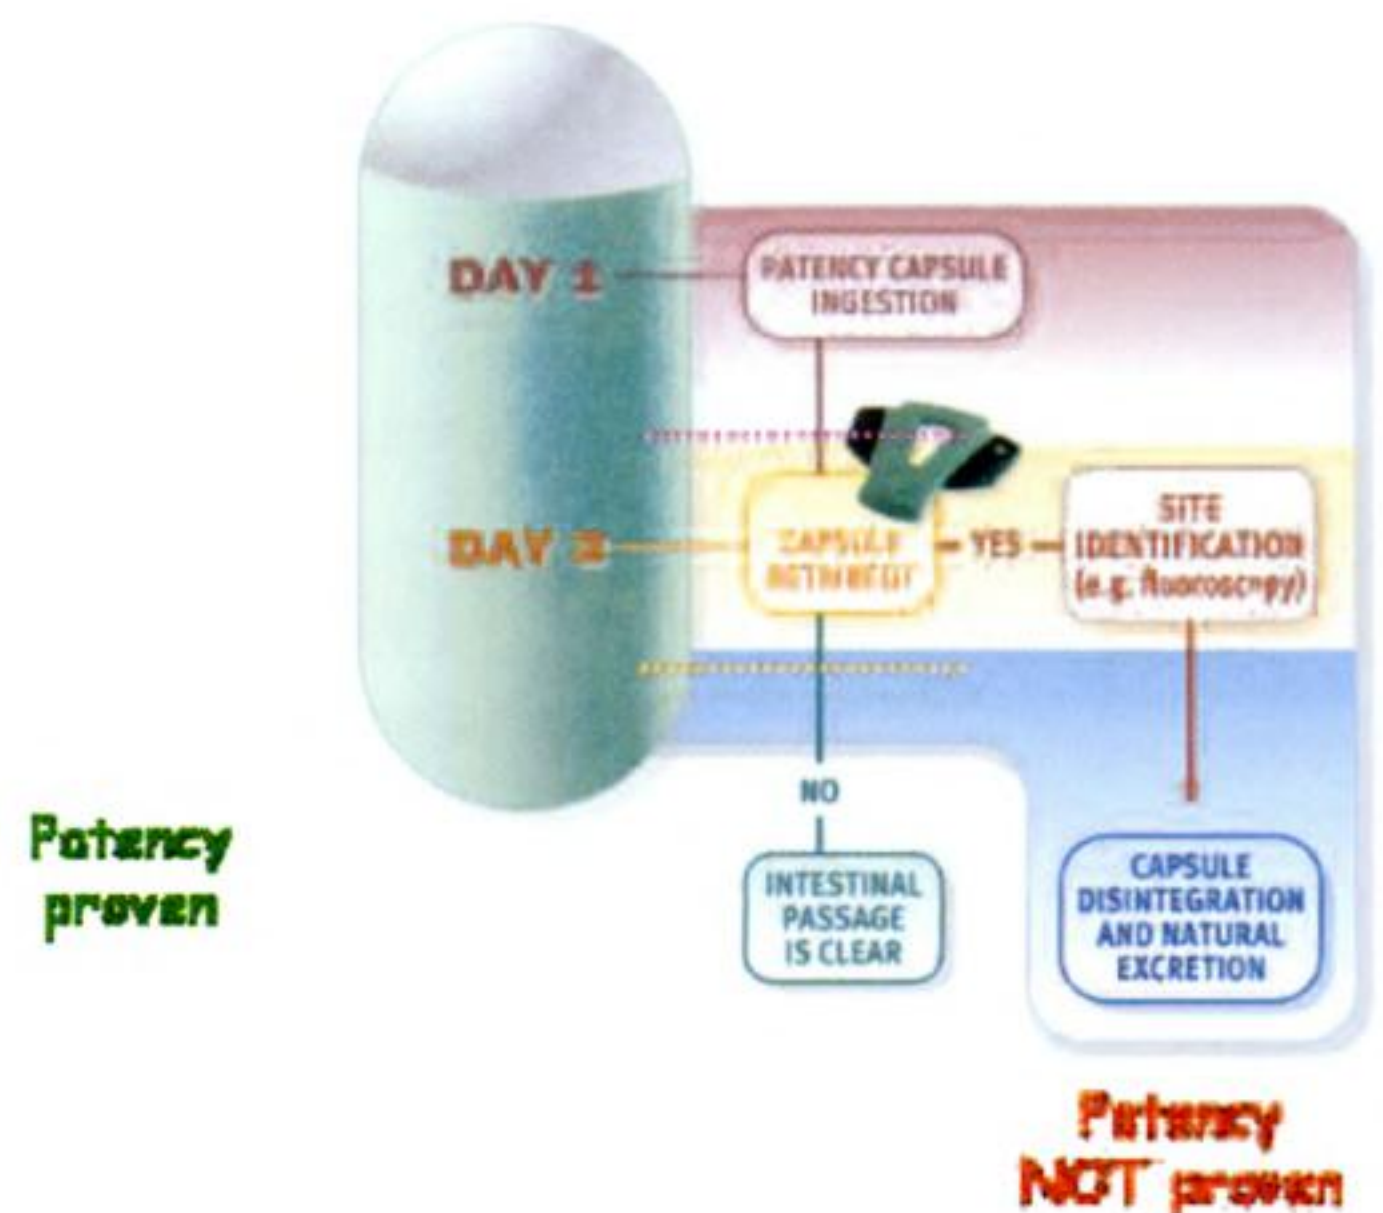 DAY 1
PATENCY CAPSULE
INGESTION
DAY 2
CAPSULE
YES
SITE
IDENTIFICATION
(e.g. fluoroscopy)
NO
INTESTINAL
PASSAGE
IS CLEAR
CAPSULE
DISINTEGRATION
AND NATURAL
EXCRETION
Patency
proven
Patency
NOT proven